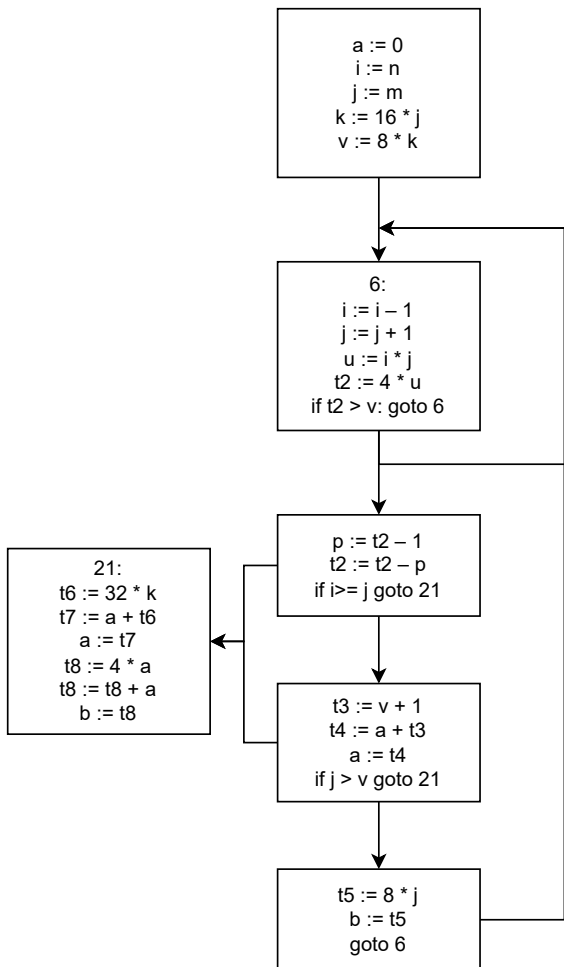 a := 0
i := n
j := m
k := 16 * j
v := 8 * k
6:
i := i – 1
j := j + 1
u := i * j
t2 := 4 * u
if t2 > v: goto 6
p := t2 – 1
t2 := t2 – p
if i>= j goto 21
21:
t6 := 32 * k
t7 := a + t6
a := t7
t8 := 4 * a
t8 := t8 + a
b := t8
t3 := v + 1
t4 := a + t3
a := t4
if j > v goto 21
t5 := 8 * j
b := t5
goto 6